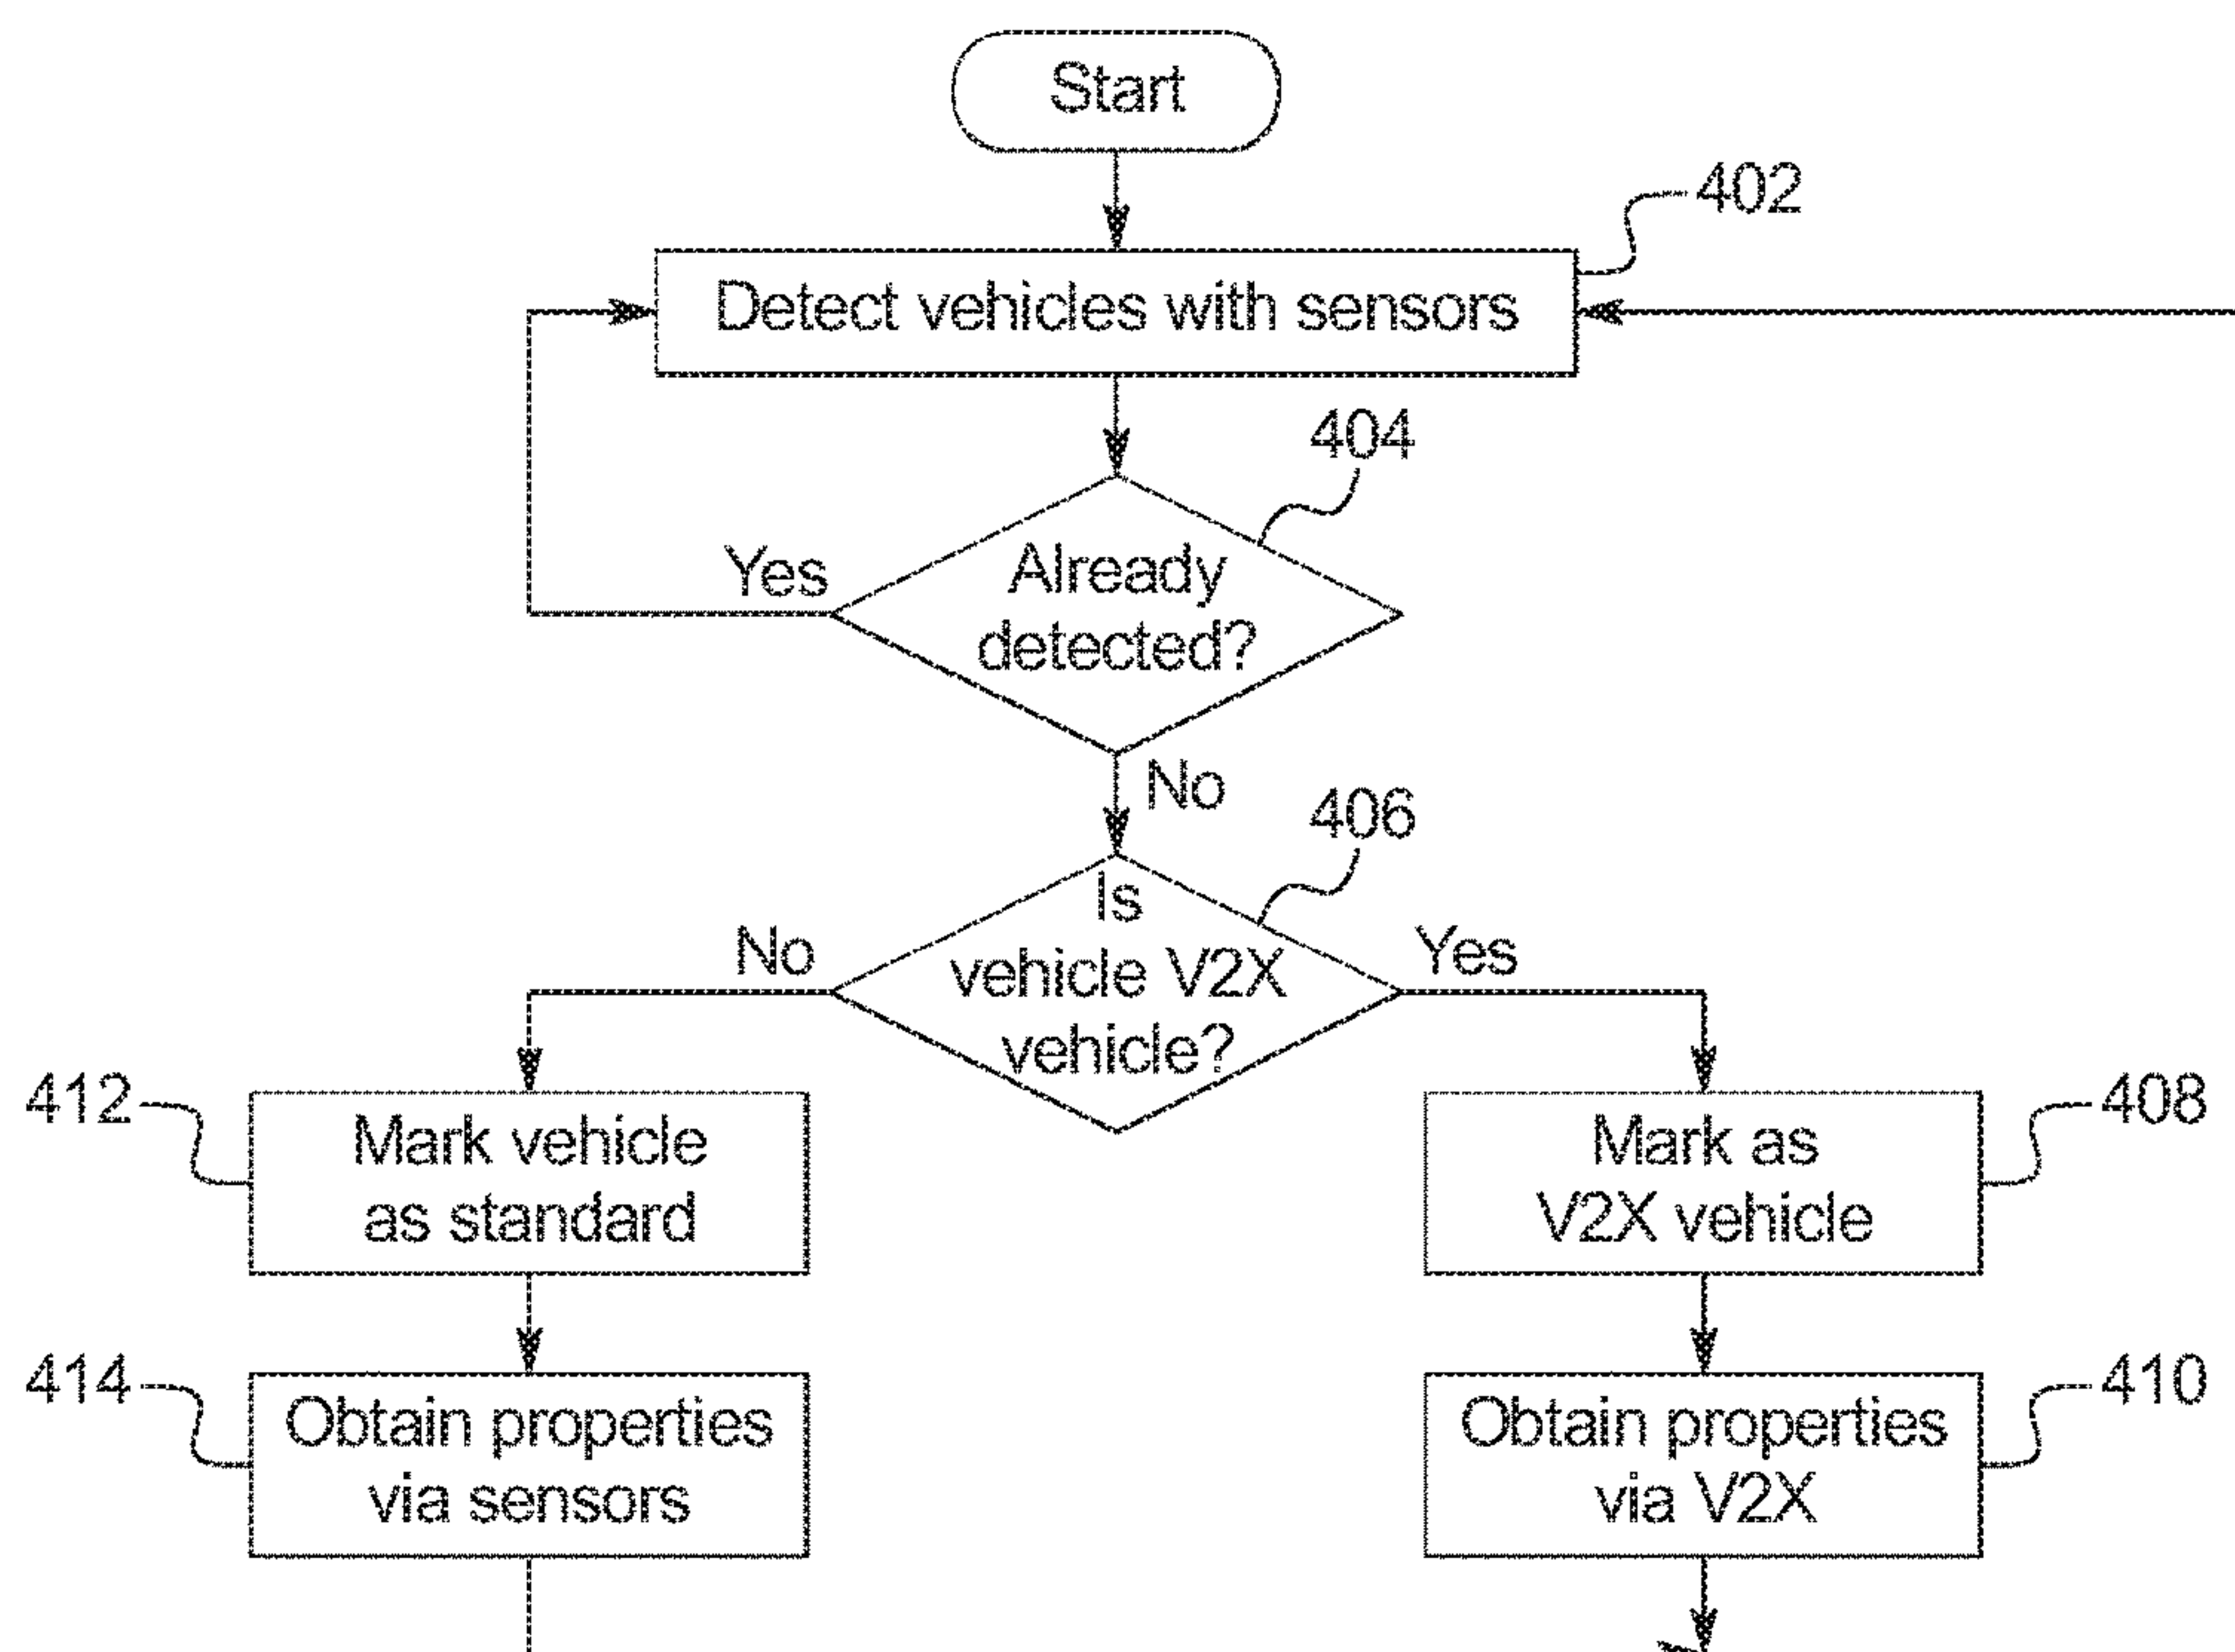 Start
402
Detect vehicles with sensors
404
Already
detected?
Yes
No
406
Is
vehicle V2X
vehicle?
No
Yes
412
Mark vehicle
as standard
Mark as
V2X vehicle
408
414
Obtain properties
via sensors
Obtain properties
via V2X
410